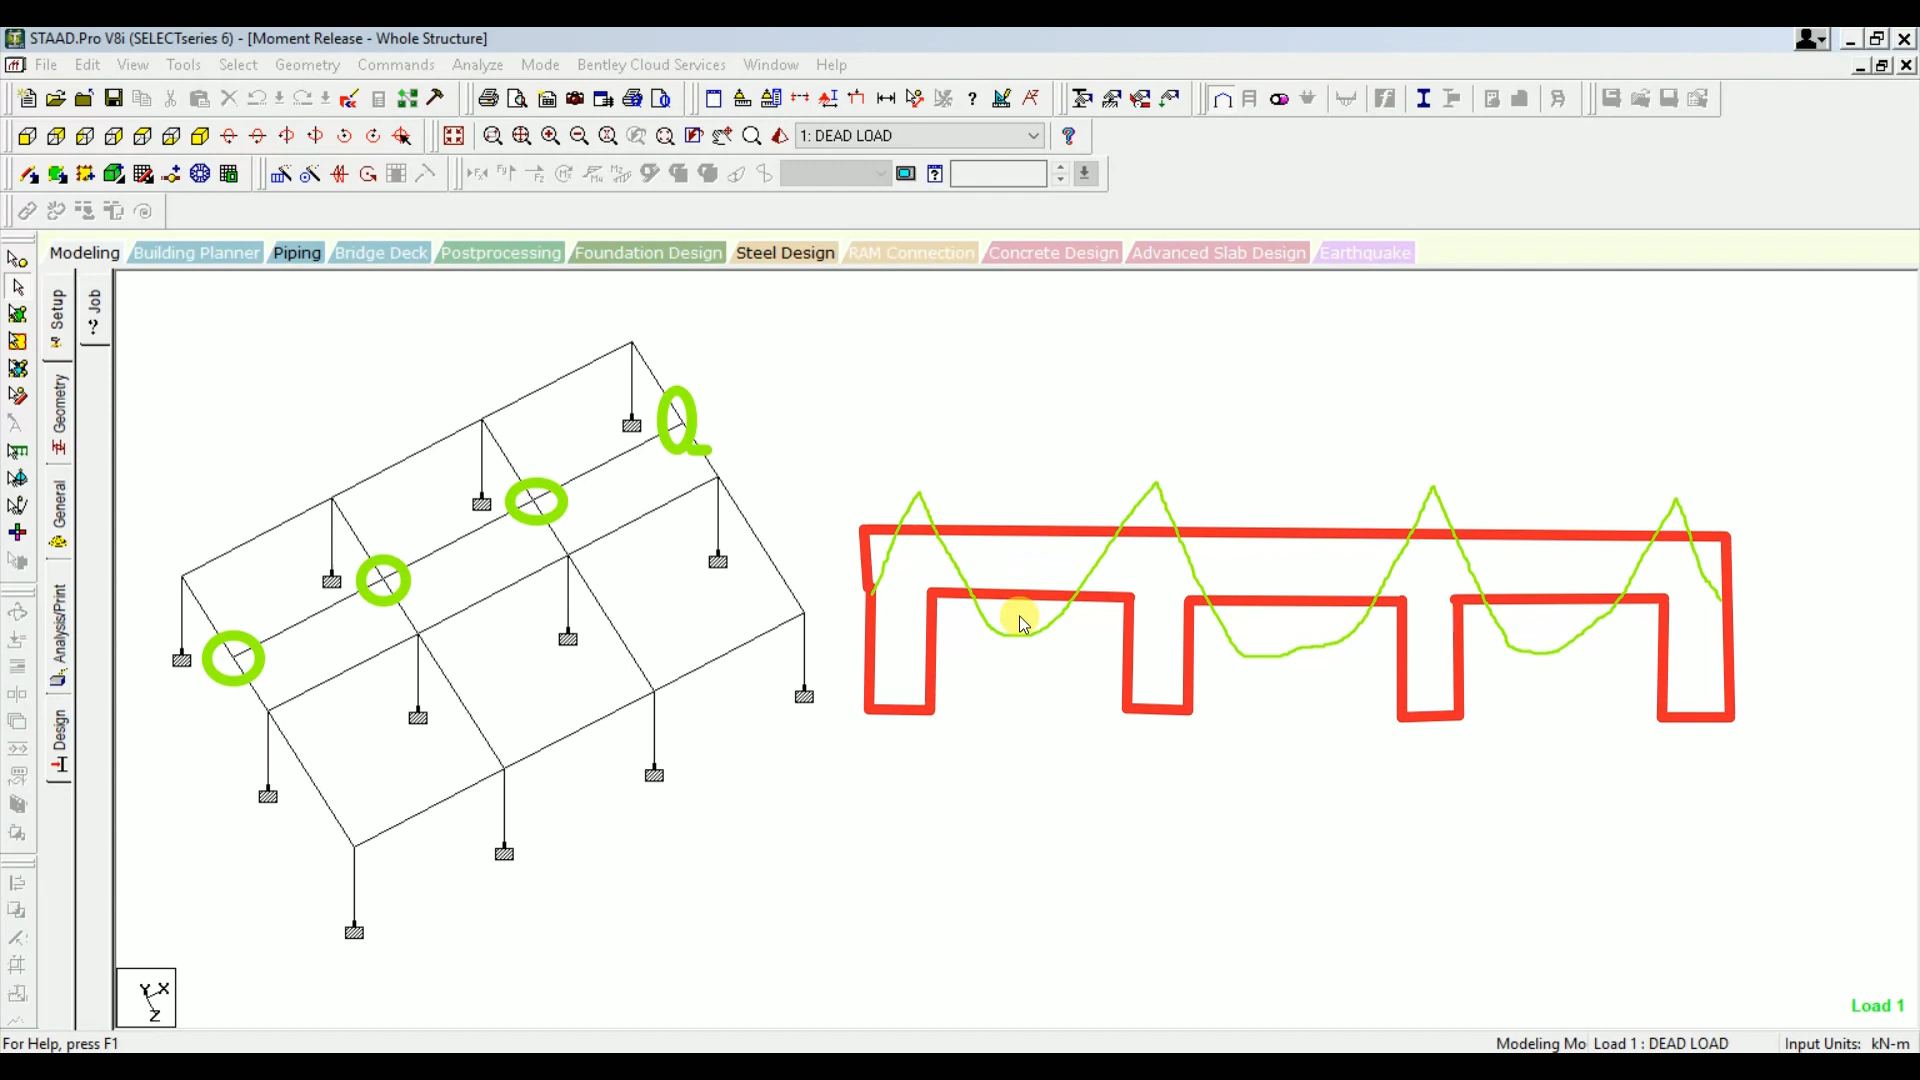 STAAD.Pro V8i (SELECTseries 6) - [Moment Release - Whole Structure]
File Edit View Tools Select Geometry Commands Analyze Mode Bentley Cloud Services Window Help
1: DEAD LOAD
Modeling Building Planner Piping Bridge Deck Postprocessing Foundation Design Steel Design RAM Connection Concrete Design Advanced Slab Design Earthquake
Setup
Geometry
General
Analysis/Print
Design
Job
Y X
Z
Load 1
For Help, press F1
Modeling Mo Load 1 : DEAD LOAD Input Units: kN-m